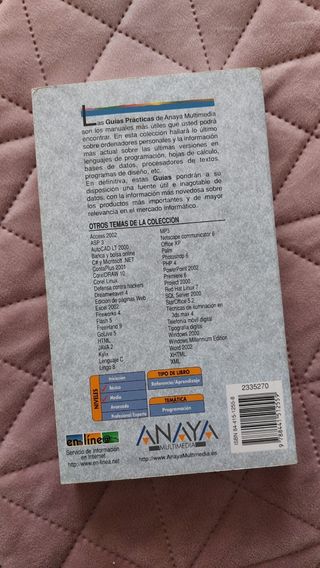 Las Guías Prácticas de Anaya Multimedia
son los manuales más útiles que usted podrá
encontrar. En esta colección hallará lo último
sobre ordenadores personales y la información
más actual sobre las últimas versiones en
lenguajes de programación, hojas de cálculo,
bases de datos, procesadores de textos
programas de diseño, etc.
En definitiva, estas Guías pondrán a su
disposición una fuente útil e inagotable de
datos, con la información más novedosa sobre
los productos más importantes y de mayor
relevancia en el mercado informático.
OTROS TEMAS DE LA COLECCIÓN
Access 2002
ASP 3
AutoCAD LT 2000
Banca y bolsa online
C# y Microsoft .NET
ContaPlus 2001
CorelDRAW 10
Corel Linux
Defensa contra hackers
Dreamweaver 4
Edición de páginas Web
Excel 2002
Fireworks 4
Flash 5
FreeHand 9
GoLive 5
HTML
JAVA 2
Kylix
Lenguaje C
Lingo 8
MP3
Netscape communicator 6
Office XP
Palm
Photoshop 6
PHP 4
PowerPoint 2002
Premiere 6
Project 2000
Red Hat Linux 7
SQL Server 2000
StarOffice 5.2
Técnicas de iluminación en
3ds max 4
Telefonía móvil digital
Tipografía digital
Windows 2000
Windows Millennium Edition
Word 2002
XHTML
XML
NIVELES
Iniciación
Básico
Medio
Avanzado
Profesional/Experto
TIPO DE LIBRO
Referencia/Aprendizaje
TEMÁTICA
Programación
2335270
ISBN 84-415-1255-8
9788441512559
en-línea
Servicio de información
en Internet
http://www.en-linea.net
ANAYA
MULTIMEDIA
http://www.AnayaMultimedia.es